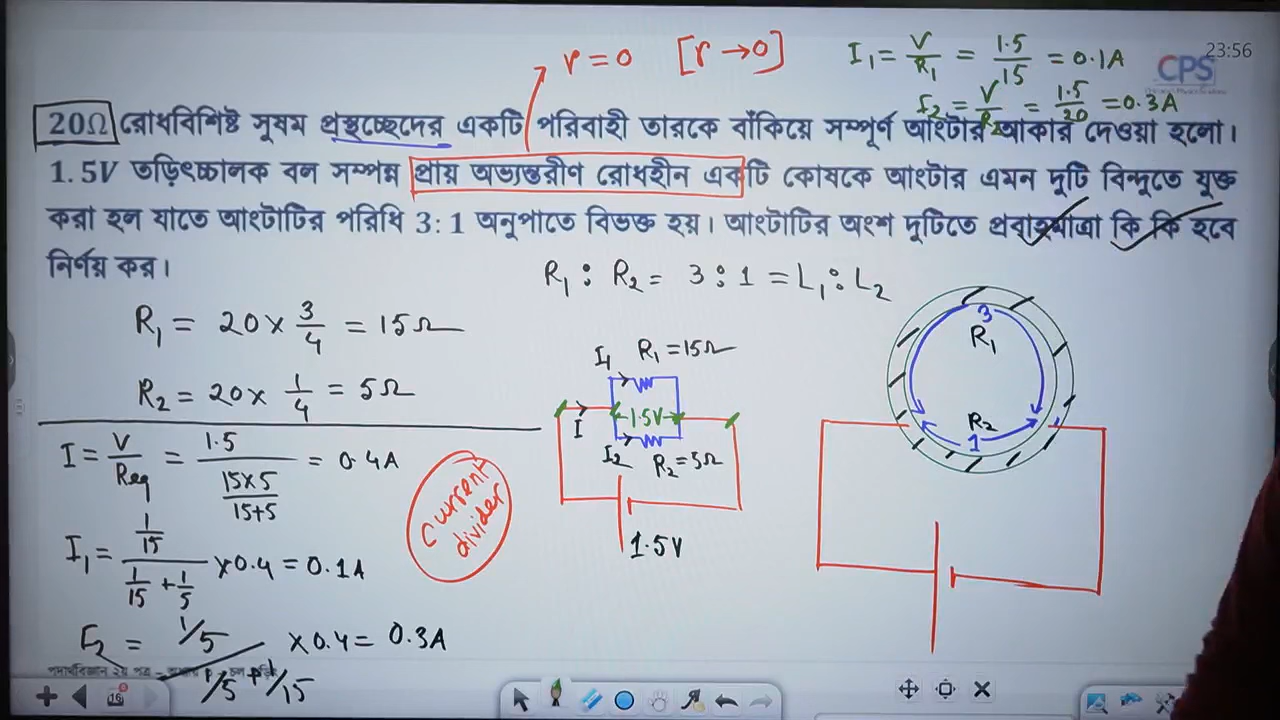 r = 0 [r → 0]
I₁ = V/R₁ = 1.5/15 = 0.1A
23:56
CPS
I₂ = V/R₂ = 1.5/20 = 0.3A
20Ω রোধবিশিষ্ট সুষম প্রস্থচ্ছেদের একটি পরিবাহী তারকে বাঁকিয়ে সম্পূর্ণ আংটার আকার দেওয়া হলো।
1.5V তড়িৎচ্চালক বল সম্পন্ন প্রায় অভ্যন্তরীণ রোধহীন একটি কোষকে আংটার এমন দুটি বিন্দুতে যুক্ত
করা হল যাতে আংটাটির পরিধি 3:1 অনুপাতে বিভক্ত হয়। আংটাটির অংশ দুটিতে প্রবাহমাত্রা কি কি হবে
নির্ণয় কর।
R₁ : R₂ = 3 : 1 = L₁ : L₂
R₁ = 20 × 3/4 = 15Ω
R₂ = 20 × 1/4 = 5Ω
I = V/Req = 1.5/((15×5)/(15+5)) = 0.4A
I₁ = (1/15)/(1/15 + 1/5) × 0.4 = 0.1A
I₂ = (1/5)/(1/5 + 1/15) × 0.4 = 0.3A
Current
divider
I₁ R₁ = 15Ω
I 1.5V
I₂ R₂ = 5Ω
1.5V
3
R₁
R₂
1
পদার্থবিজ্ঞান ২য় পত্র –
16